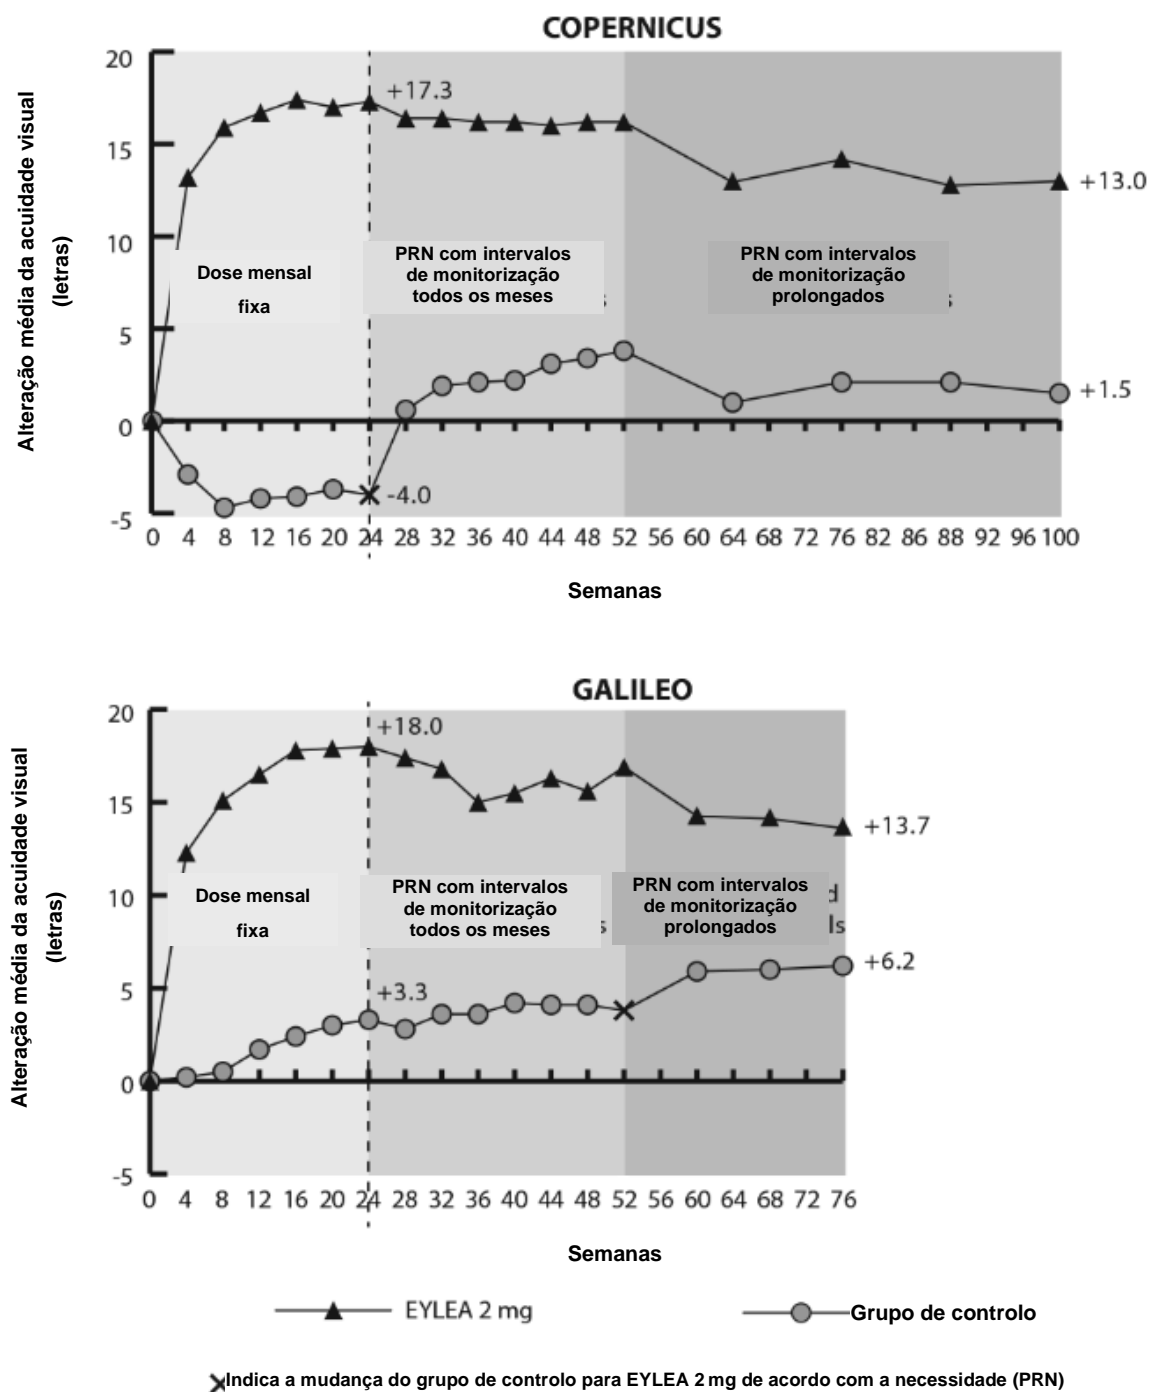 COPERNICUS
Alteração média da acuidade visual
(letras)
20
15
10
5
0
-5
+17.3
+13.0
Dose mensal
fixa
PRN com intervalos
de monitorização
todos os meses
s
PRN com intervalos
de monitorização
prolongados
s
+1.5
-4.0
0 4 8 12 16 20 24 28 32 36 40 44 48 52 56 60 64 68 72 76 82 86 88 92 96 100
Semanas
GALILEO
Alteração média da acuidade visual
(letras)
20
15
10
5
0
-5
+18.0
+13.7
Dose mensal
fixa
PRN com intervalos
de monitorização
todos os meses
s
PRN com intervalos
de monitorização
prolongados
d
ls
+6.2
+3.3
0 4 8 12 16 20 24 28 32 36 40 44 48 52 56 60 64 68 72 76
Semanas
EYLEA 2 mg
Grupo de controlo
Indica a mudança do grupo de controlo para EYLEA 2 mg de acordo com a necessidade (PRN)